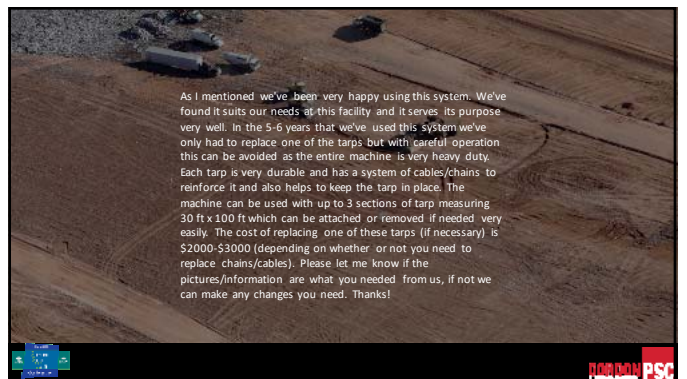 As I mentioned we've been very happy using this system. We've
found it suits our needs at this facility and it serves its purpose
very well. In the 5-6 years that we've used this system we've
only had to replace one of the tarps but with careful operation
this can be avoided as the entire machine is very heavy duty.
Each tarp is very durable and has a system of cables/chains to
reinforce it and also helps to keep the tarp in place. The
machine can be used with up to 3 sections of tarp measuring
30 ft x 100 ft which can be attached or removed if needed very
easily. The cost of replacing one of these tarps (if necessary) is
$2000-$3000 (depending on whether or not you need to
replace chains/cables). Please let me know if the
pictures/information are what you needed from us, if not we
can make any changes you need. Thanks!
GORDON PSC